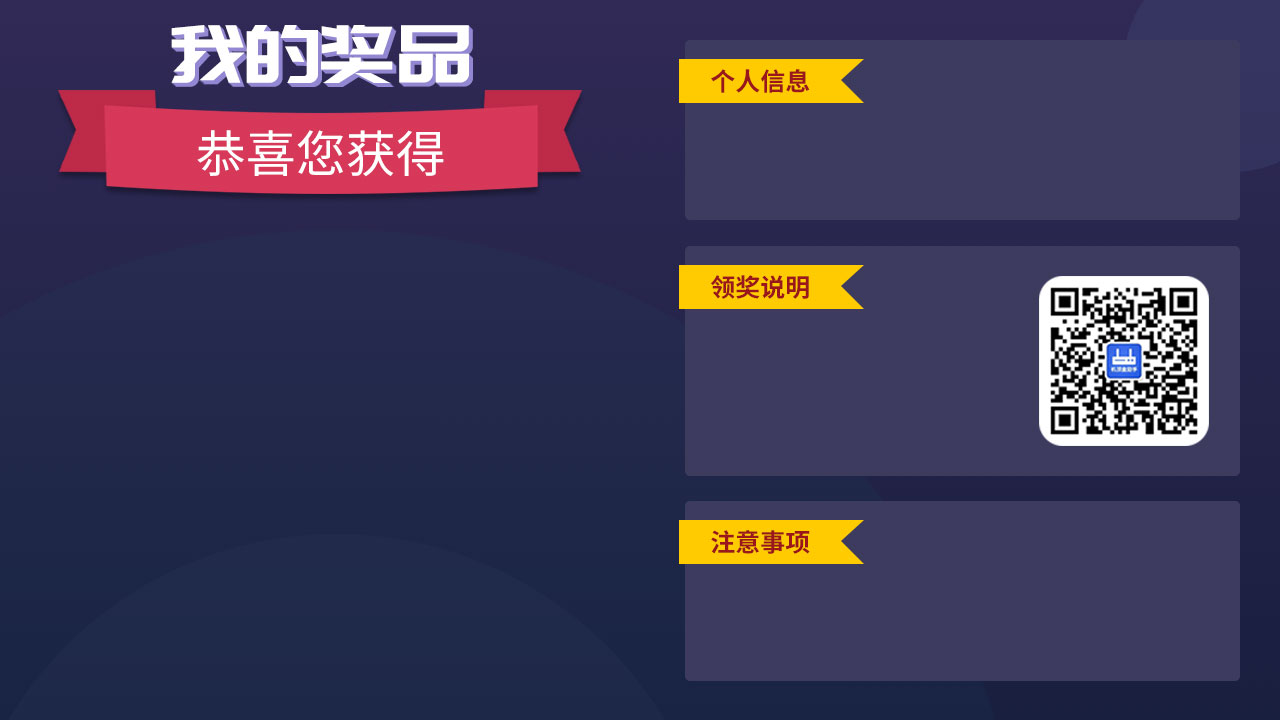 我的奖品
恭喜您获得
个人信息
领奖说明
注意事项